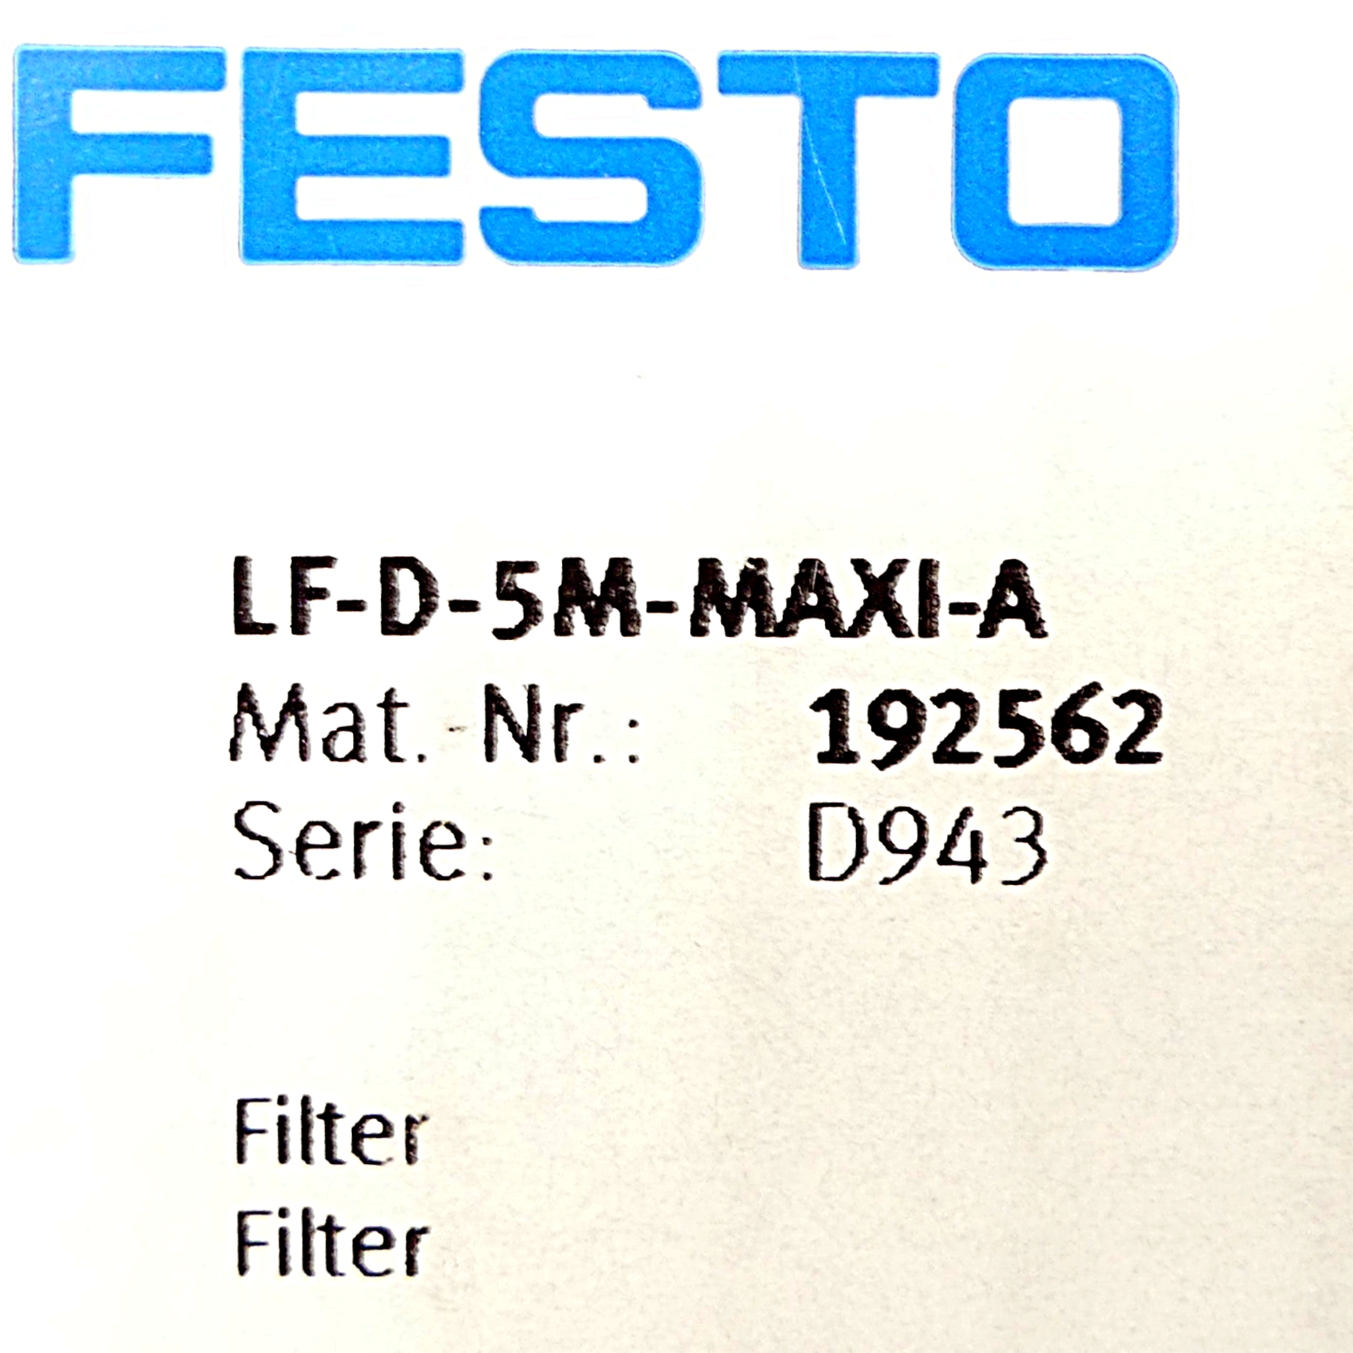 FESTO
LF-D-5M-MAXI-A
Mat. Nr.: 192562
Serie: D943
Filter
Filter